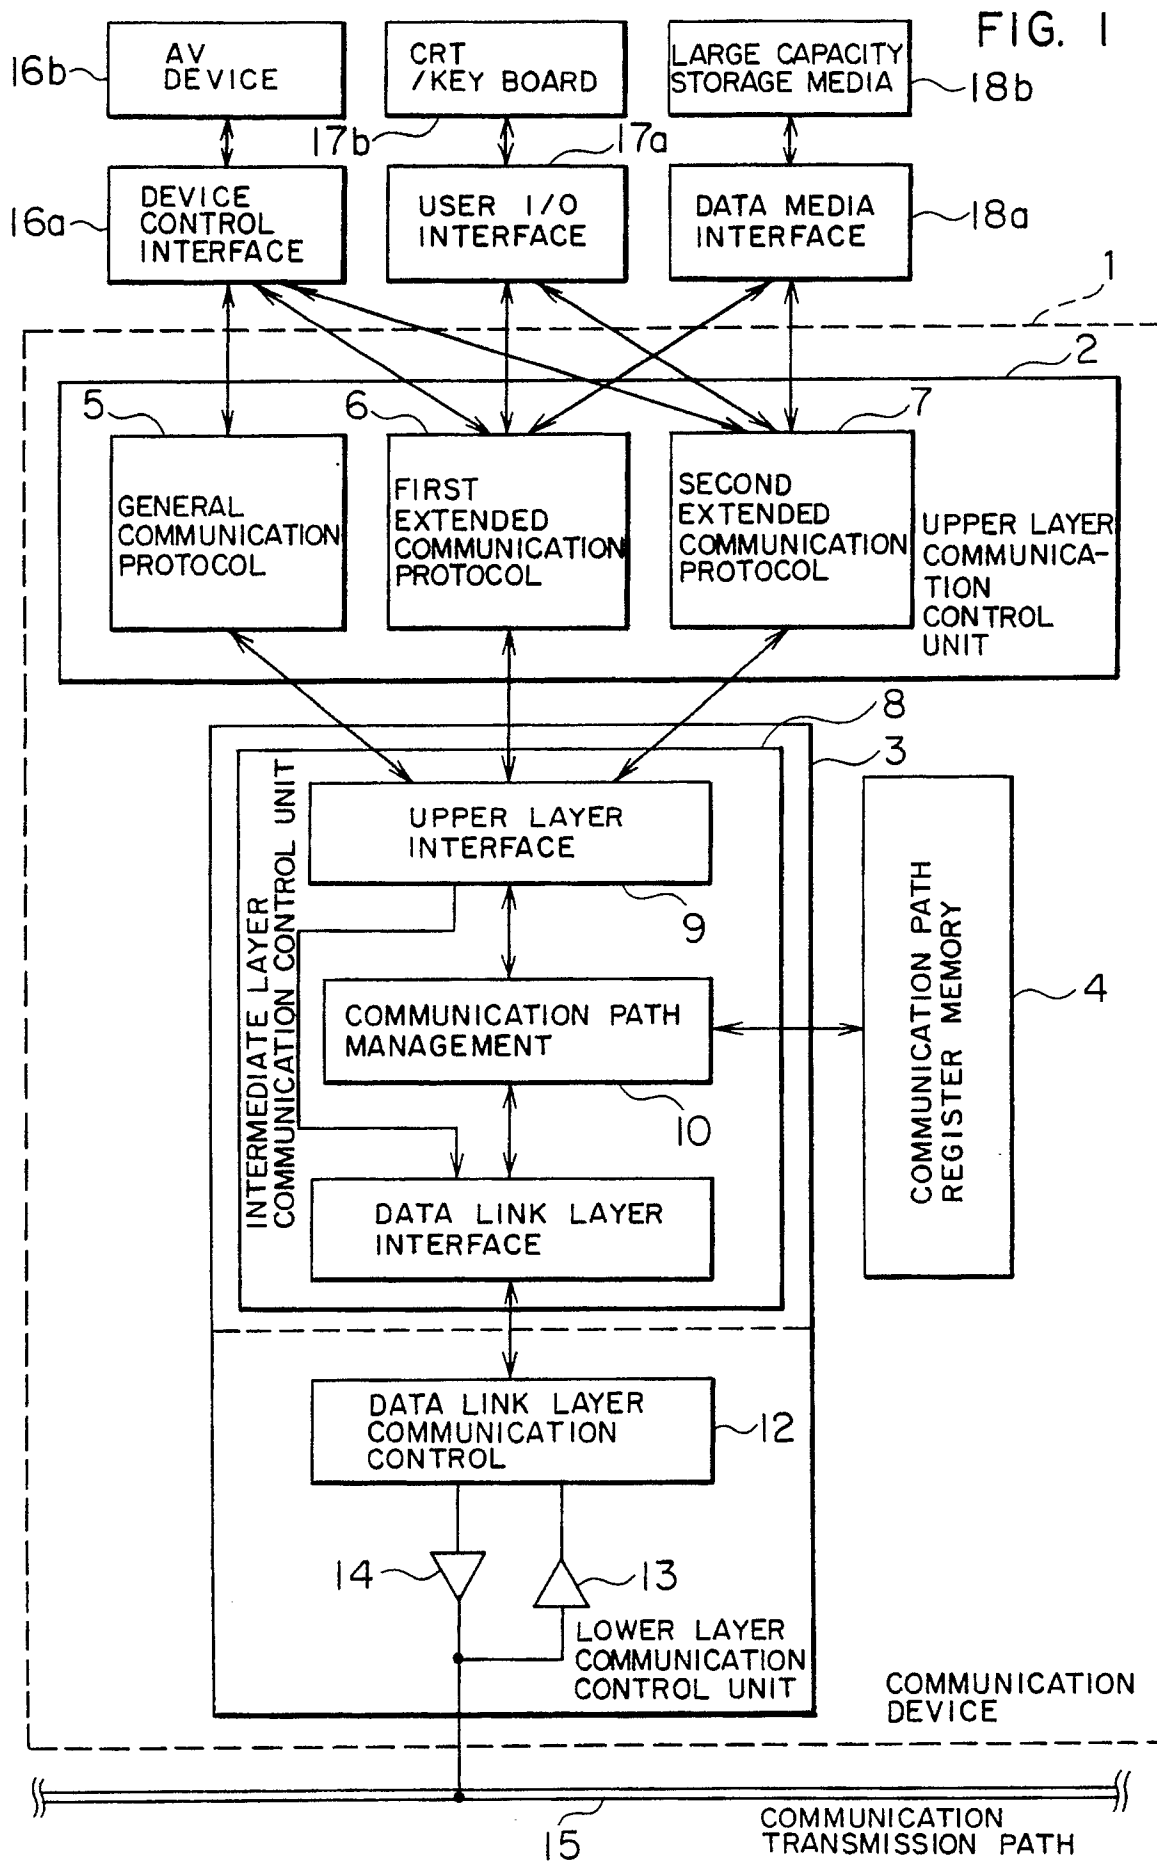 FIG. 1
16b
AV
DEVICE
CRT
/KEY BOARD
17b
LARGE CAPACITY
STORAGE MEDIA
18b
17a
16a
DEVICE
CONTROL
INTERFACE
USER I/O
INTERFACE
DATA MEDIA
INTERFACE
18a
1
2
5
6
7
GENERAL
COMMUNICATION
PROTOCOL
FIRST
EXTENDED
COMMUNICATION
PROTOCOL
SECOND
EXTENDED
COMMUNICATION
PROTOCOL
UPPER LAYER
COMMUNICA-
TION
CONTROL
UNIT
8
3
INTERMEDIATE LAYER
COMMUNICATION CONTROL UNIT
UPPER LAYER
INTERFACE
9
COMMUNICATION PATH
MANAGEMENT
10
COMMUNICATION PATH
REGISTER MEMORY
4
DATA LINK LAYER
INTERFACE
DATA LINK LAYER
COMMUNICATION
CONTROL
12
14
13
LOWER LAYER
COMMUNICATION
CONTROL UNIT
COMMUNICATION
DEVICE
15
COMMUNICATION
TRANSMISSION PATH